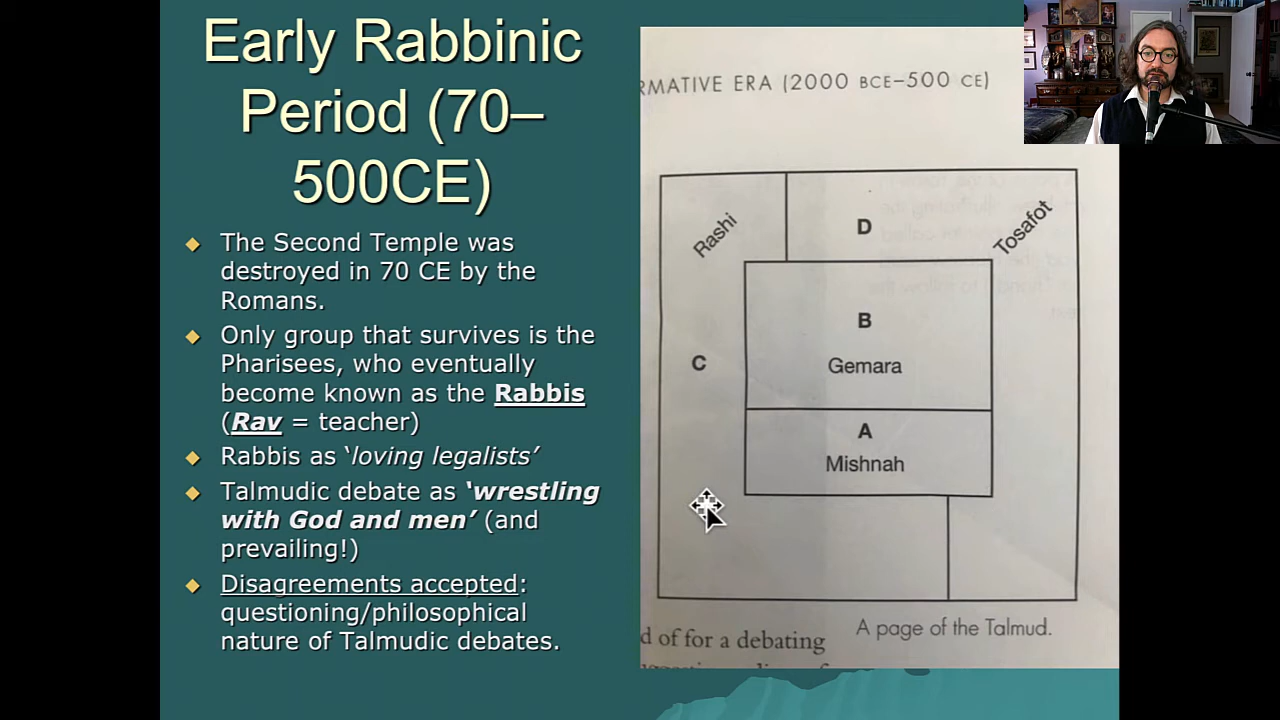 Early Rabbinic
Period (70–
500CE)
The Second Temple was
destroyed in 70 CE by the
Romans.
Only group that survives is the
Pharisees, who eventually
become known as the Rabbis
(Rav = teacher)
Rabbis as ‘loving legalists’
Talmudic debate as ‘wrestling
with God and men’ (and
prevailing!)
Disagreements accepted:
questioning/philosophical
nature of Talmudic debates.
RMATIVE ERA (2000 BCE–500 CE)
Rashi
D
Tosafot
B
Gemara
C
A
Mishnah
A page of the Talmud.
d of for a debating